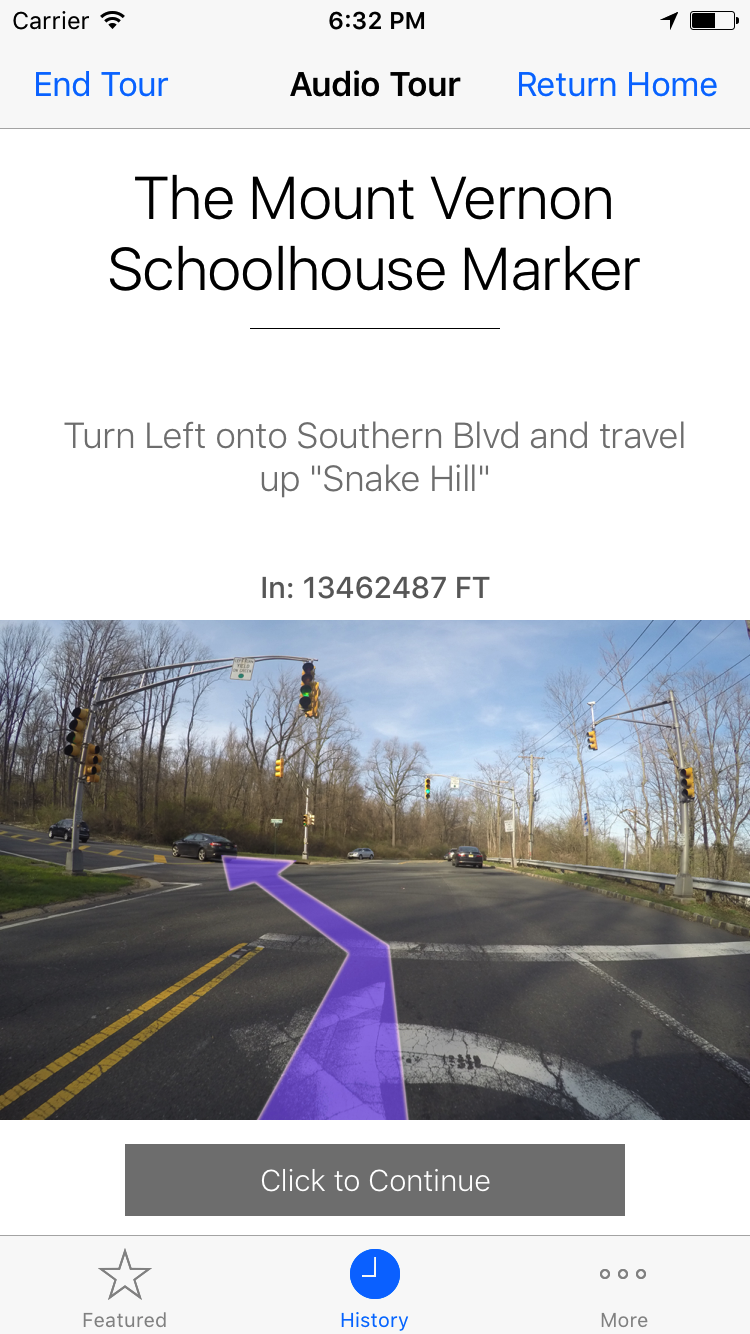 Carrier 6:32 PM
End Tour Audio Tour Return Home
The Mount Vernon
Schoolhouse Marker
Turn Left onto Southern Blvd and travel
up "Snake Hill"
In: 13462487 FT
Click to Continue
Featured History More